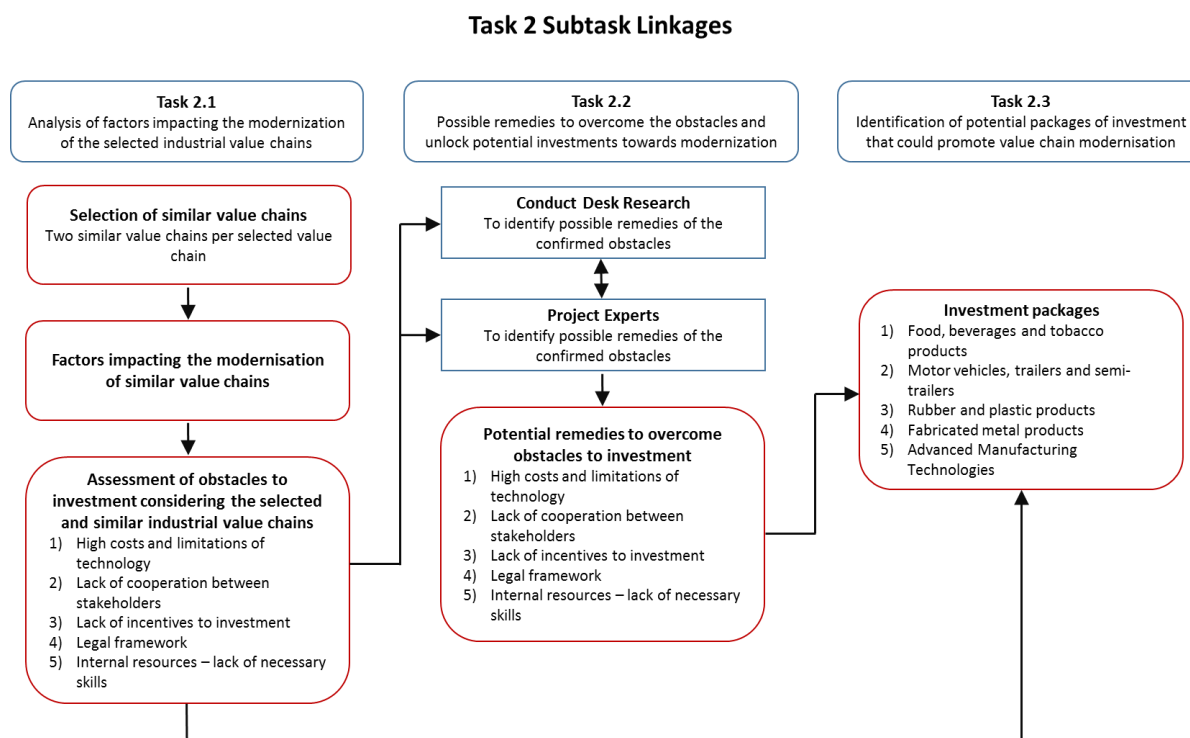 Task 2 Subtask Linkages
Task 2.1
Analysis of factors impacting the modernization
of the selected industrial value chains
Task 2.2
Possible remedies to overcome the obstacles and
unlock potential investments towards modernization
Task 2.3
Identification of potential packages of investment
that could promote value chain modernisation
Selection of similar value chains
Two similar value chains per selected value
chain
Factors impacting the modernisation
of similar value chains
Assessment of obstacles to
investment considering the selected
and similar industrial value chains
1) High costs and limitations of
technology
2) Lack of cooperation between
stakeholders
3) Lack of incentives to investment
4) Legal framework
5) Internal resources – lack of necessary
skills
Conduct Desk Research
To identify possible remedies of the
confirmed obstacles
Project Experts
To identify possible remedies of the
confirmed obstacles
Potential remedies to overcome
obstacles to investment
1) High costs and limitations of
technology
2) Lack of cooperation between
stakeholders
3) Lack of incentives to investment
4) Legal framework
5) Internal resources – lack of necessary
skills
Investment packages
1) Food, beverages and tobacco
products
2) Motor vehicles, trailers and semi-
trailers
3) Rubber and plastic products
4) Fabricated metal products
5) Advanced Manufacturing
Technologies